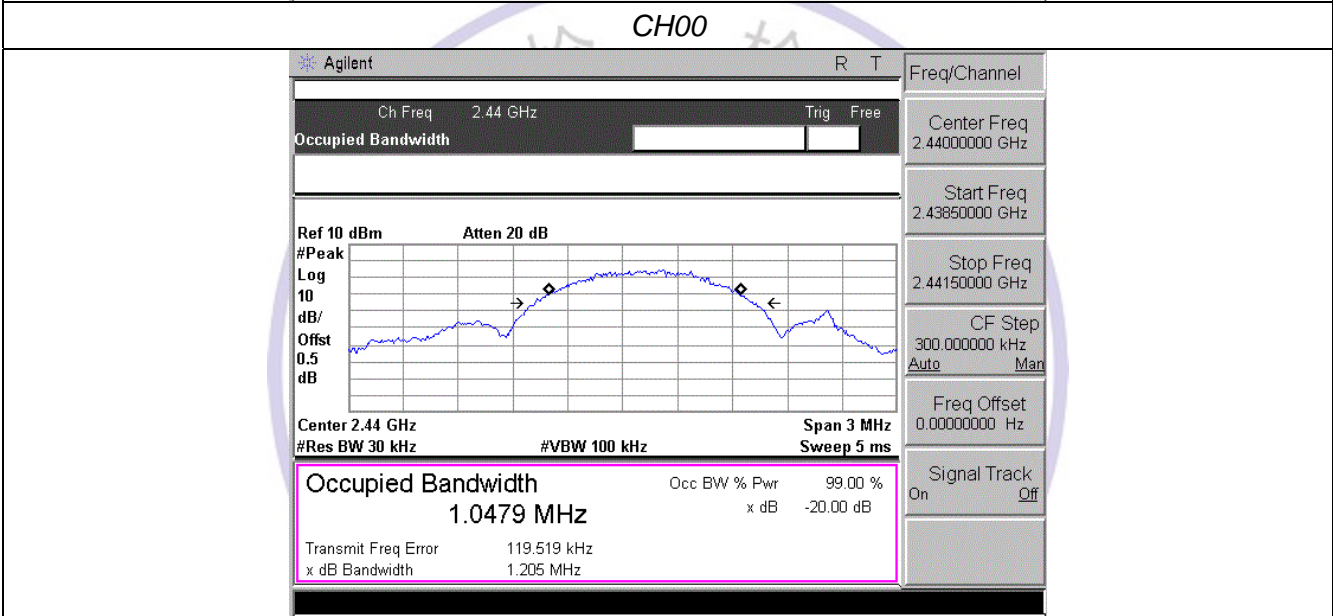 CH00
Agilent R T
Ch Freq 2.44 GHz Trig Free
Occupied Bandwidth
Ref 10 dBm Atten 20 dB
#Peak
Log
10
dB/
Offst
0.5
dB
Center 2.44 GHz Span 3 MHz
#Res BW 30 kHz #VBW 100 kHz Sweep 5 ms
Occupied Bandwidth
1.0479 MHz
Occ BW % Pwr 99.00 %
x dB -20.00 dB
Transmit Freq Error 119.519 kHz
x dB Bandwidth 1.205 MHz
Freq/Channel
Center Freq
2.44000000 GHz
Start Freq
2.43850000 GHz
Stop Freq
2.44150000 GHz
CF Step
300.000000 kHz
Auto Man
Freq Offset
0.00000000 Hz
Signal Track
On Off